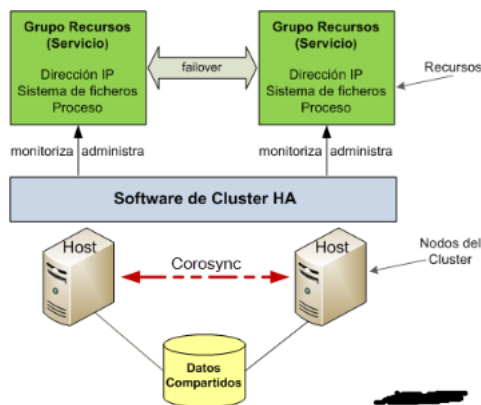 Grupo Recursos
(Servicio)
Dirección IP
Sistema de ficheros
Proceso
failover
Grupo Recursos
(Servicio)
Dirección IP
Sistema de ficheros
Proceso
Recursos
monitoriza administra
monitoriza administra
Software de Cluster HA
Host
Corosync
Host
Nodos del
Cluster
Datos
Compartidos